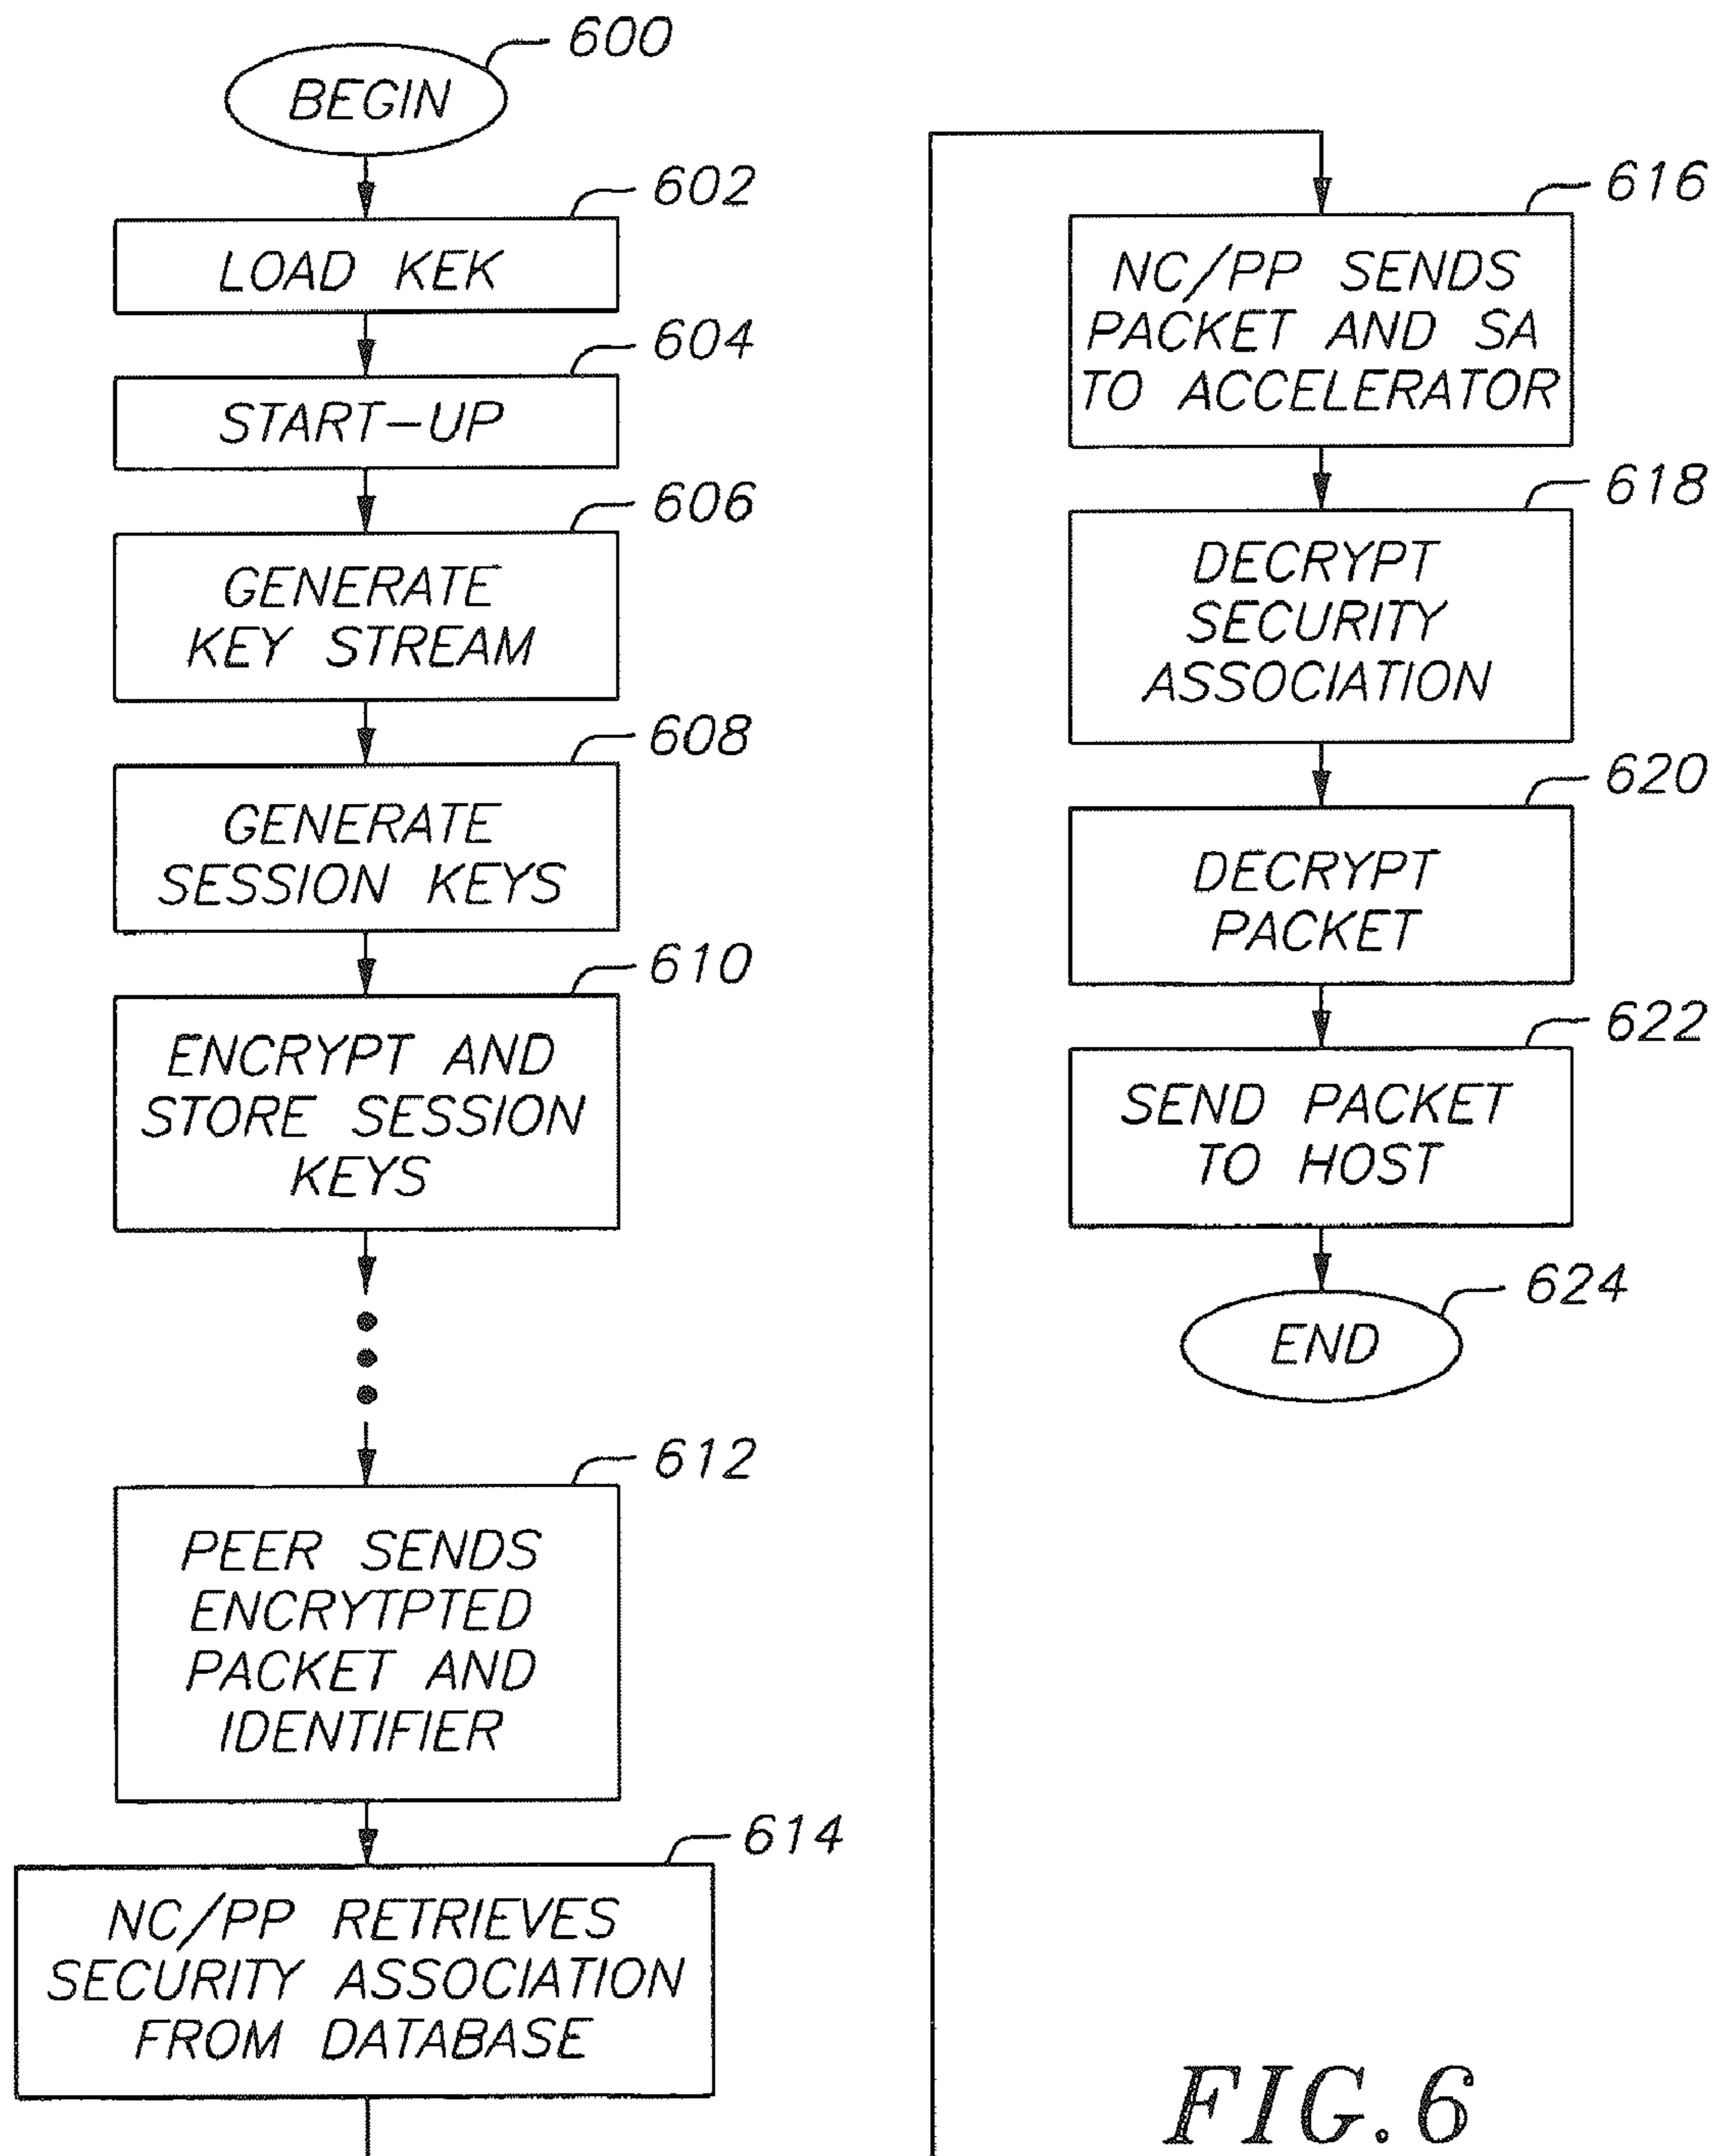 600
BEGIN
602
LOAD KEK
604
START-UP
606
GENERATE
KEY STREAM
608
GENERATE
SESSION KEYS
610
ENCRYPT AND
STORE SESSION
KEYS
612
PEER SENDS
ENCRYTPTED
PACKET AND
IDENTIFIER
614
NC/PP RETRIEVES
SECURITY ASSOCIATION
FROM DATABASE
616
NC/PP SENDS
PACKET AND SA
TO ACCELERATOR
618
DECRYPT
SECURITY
ASSOCIATION
620
DECRYPT
PACKET
622
SEND PACKET
TO HOST
624
END
FIG. 6